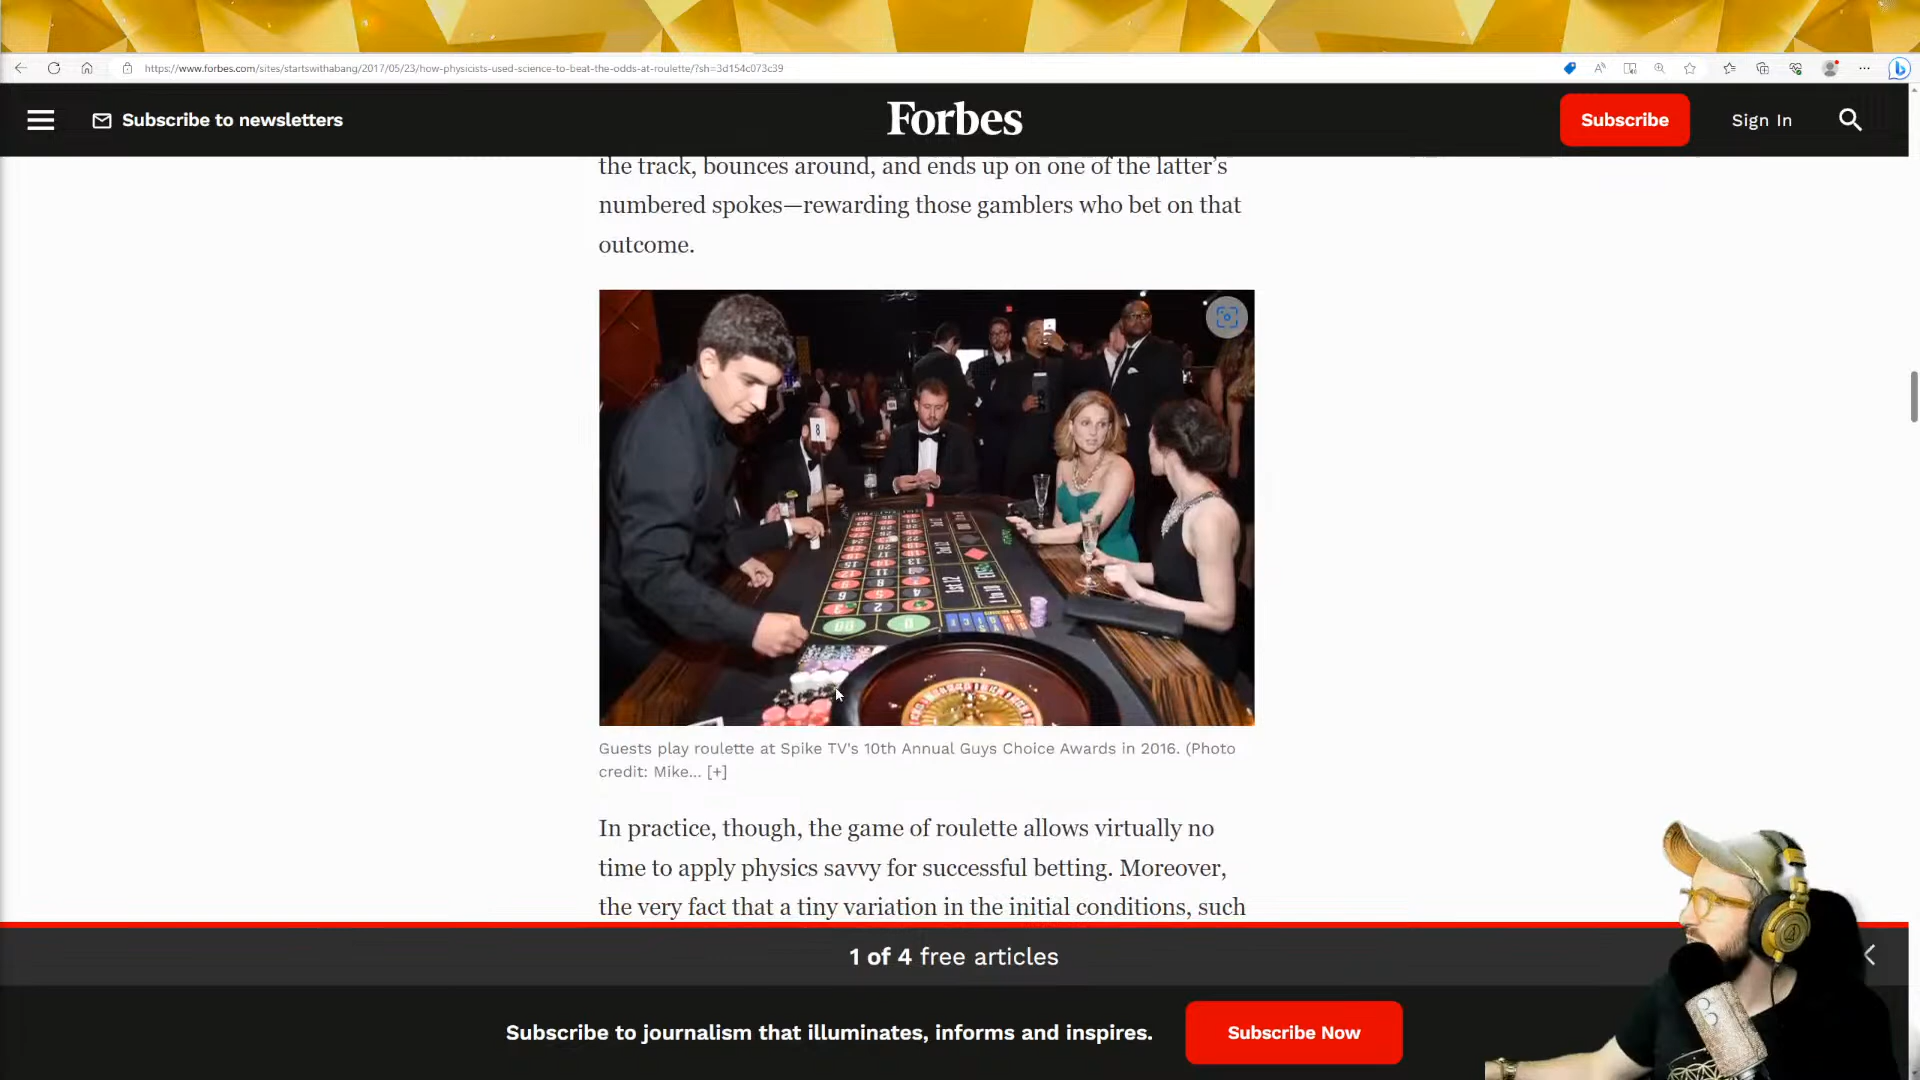 https://www.forbes.com/sites/startswithabang/2017/05/23/how-physicists-used-science-to-beat-the-odds-at-roulette/?sh=3d154c073c39
Subscribe to newsletters
Forbes
Subscribe
Sign In
the track, bounces around, and ends up on one of the latter's
numbered spokes—rewarding those gamblers who bet on that
outcome.
8
1st 12
00
0
Guests play roulette at Spike TV's 10th Annual Guys Choice Awards in 2016. (Photo
credit: Mike... [+]
In practice, though, the game of roulette allows virtually no
time to apply physics savvy for successful betting. Moreover,
the very fact that a tiny variation in the initial conditions, such
1 of 4 free articles
Subscribe to journalism that illuminates, informs and inspires.
Subscribe Now